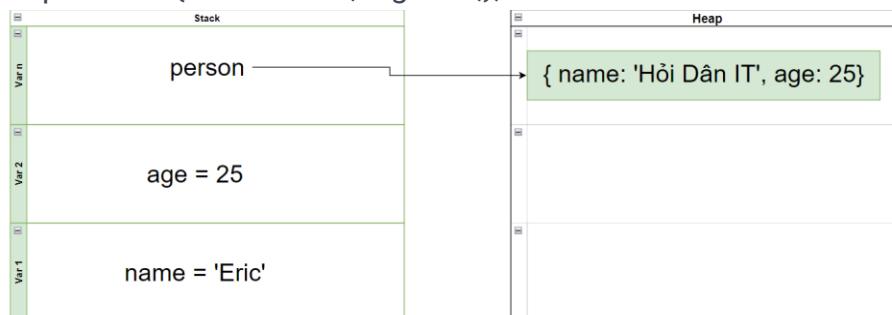 Stack
Heap
Var n
person
{ name: 'Hỏi Dân IT', age: 25}
Var 2
age = 25
Var 1
name = 'Eric'